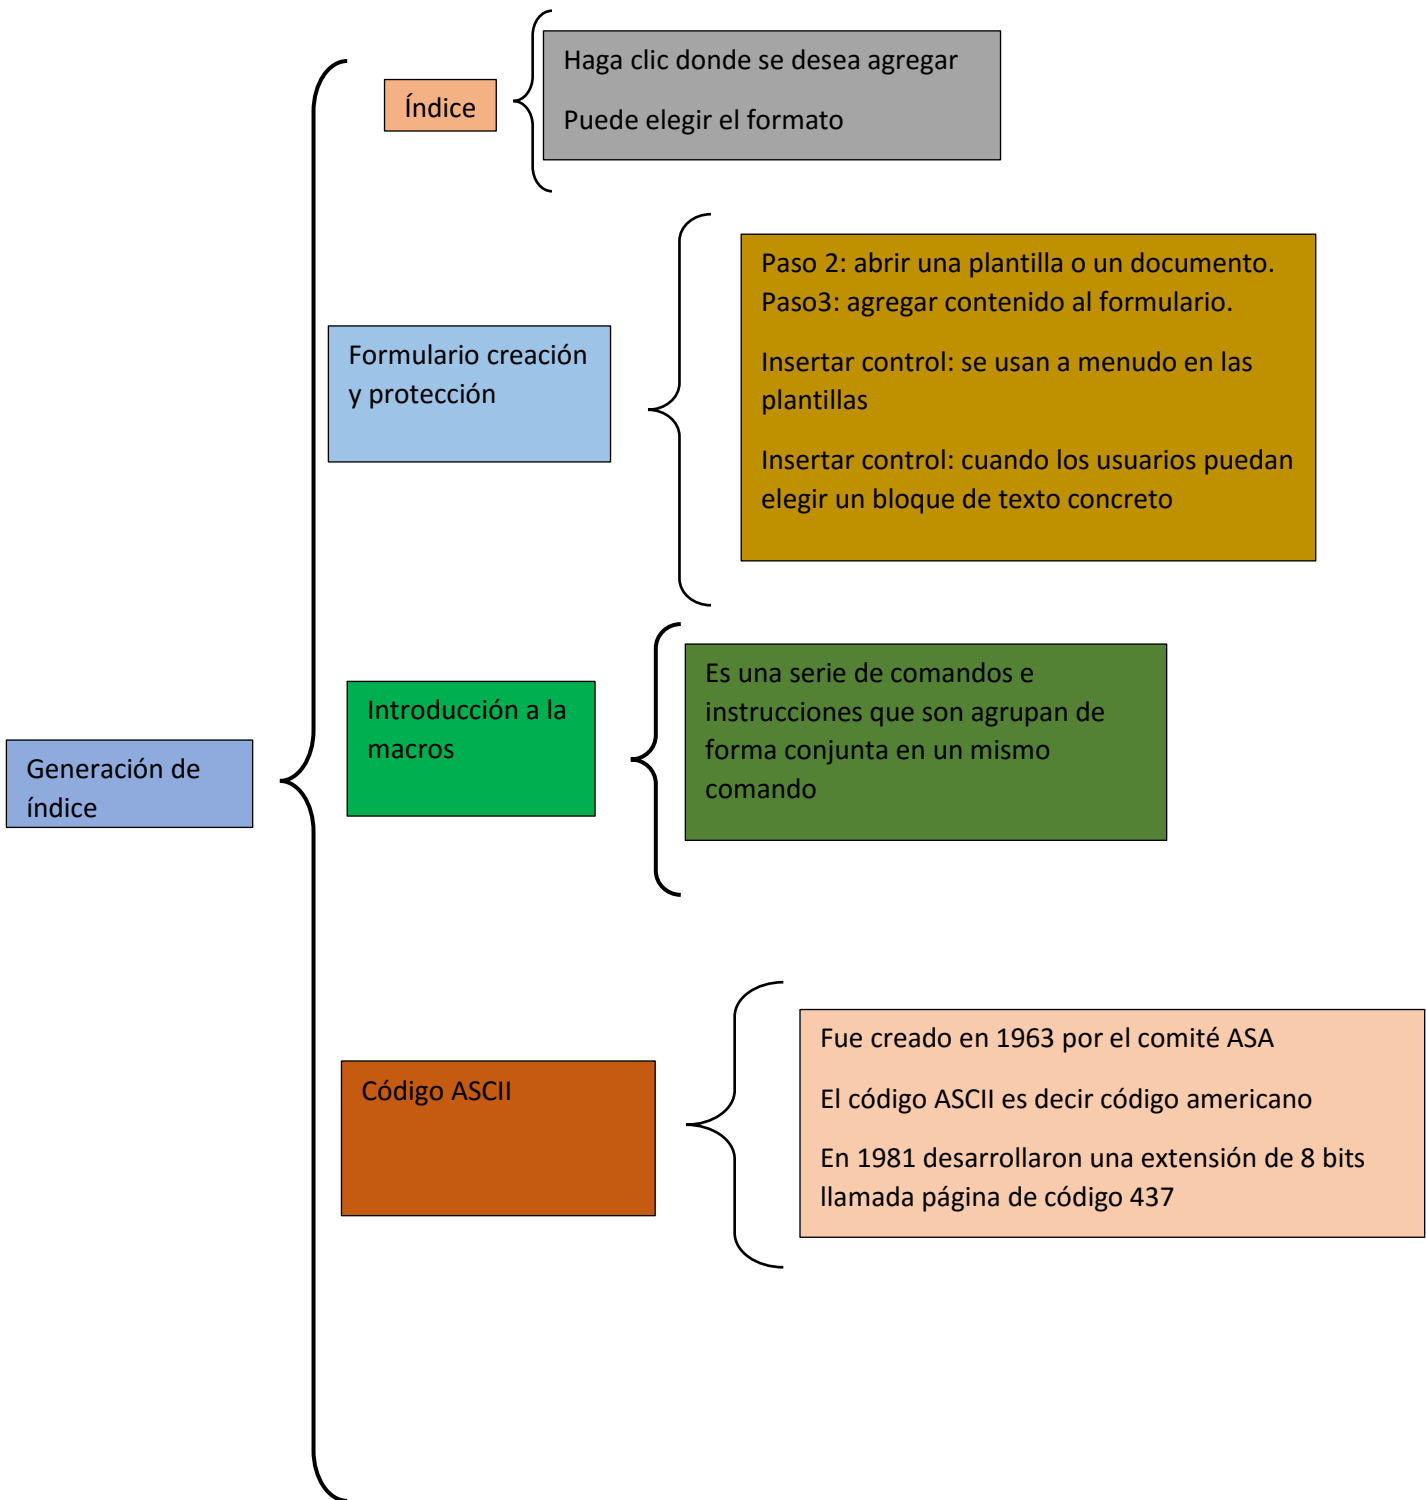 Generación de
índice
Índice
Haga clic donde se desea agregar
Puede elegir el formato
Formulario creación
y protección
Paso 2: abrir una plantilla o un documento.
Paso3: agregar contenido al formulario.
Insertar control: se usan a menudo en las
plantillas
Insertar control: cuando los usuarios puedan
elegir un bloque de texto concreto
Introducción a la
macros
Es una serie de comandos e
instrucciones que son agrupan de
forma conjunta en un mismo
comando
Código ASCII
Fue creado en 1963 por el comité ASA
El código ASCII es decir código americano
En 1981 desarrollaron una extensión de 8 bits
llamada página de código 437